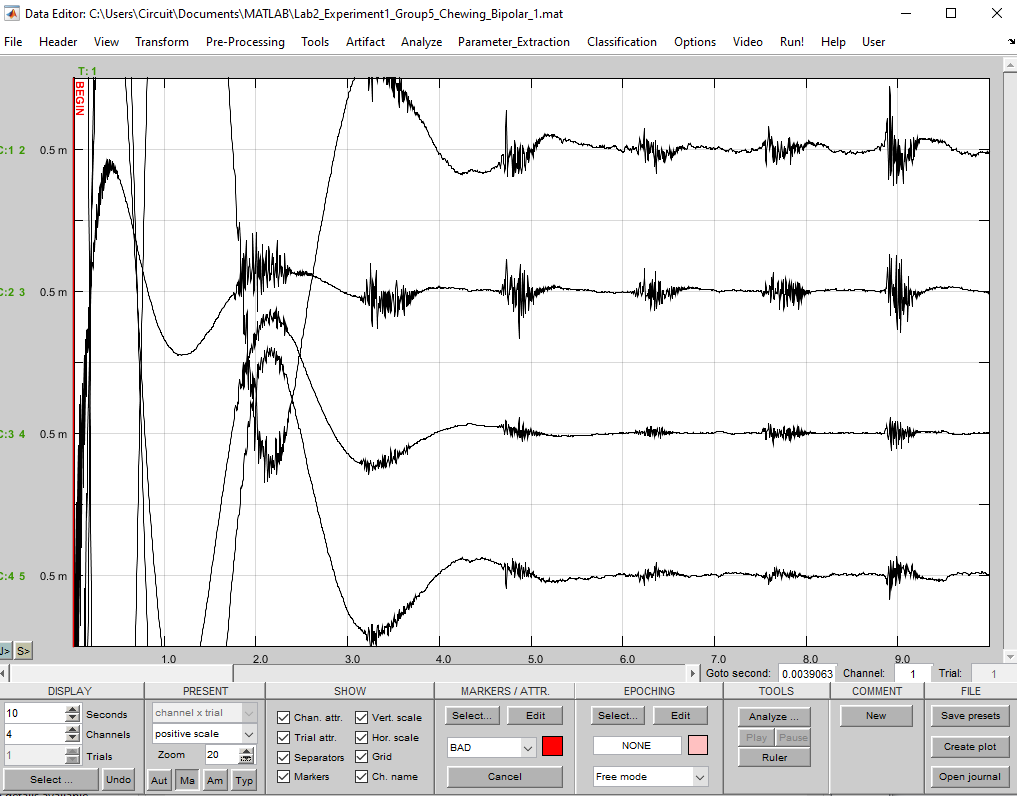 Data Editor: C:\Users\Circuit\Documents\MATLAB\Lab2_Experiment1_Group5_Chewing_Bipolar_1.mat
File Header View Transform Pre-Processing Tools Artifact Analyze Parameter_Extraction Classification Options Video Run! Help User
T: 1
BEGIN
C:1 2 0.5 m
C:2 3 0.5 m
C:3 4 0.5 m
C:4 5 0.5 m
S>
1.0 2.0 3.0 4.0 5.0 6.0 7.0 8.0 9.0
Goto second: 0.0039063 Channel: 1 Trial: 1
DISPLAY PRESENT SHOW MARKERS / ATTR. EPOCHING TOOLS COMMENT FILE
10 Seconds channel x trial Chan. attr. Vert. scale Select... Edit Select... Edit Analyze ... New Save presets
4 Channels positive scale Trial attr. Hor. scale Play Pause
1 Trials Zoom 20 Separators Grid BAD NONE Ruler Create plot
Select ... Undo Aut Ma Am Typ Markers Ch. name Cancel Free mode Open journal